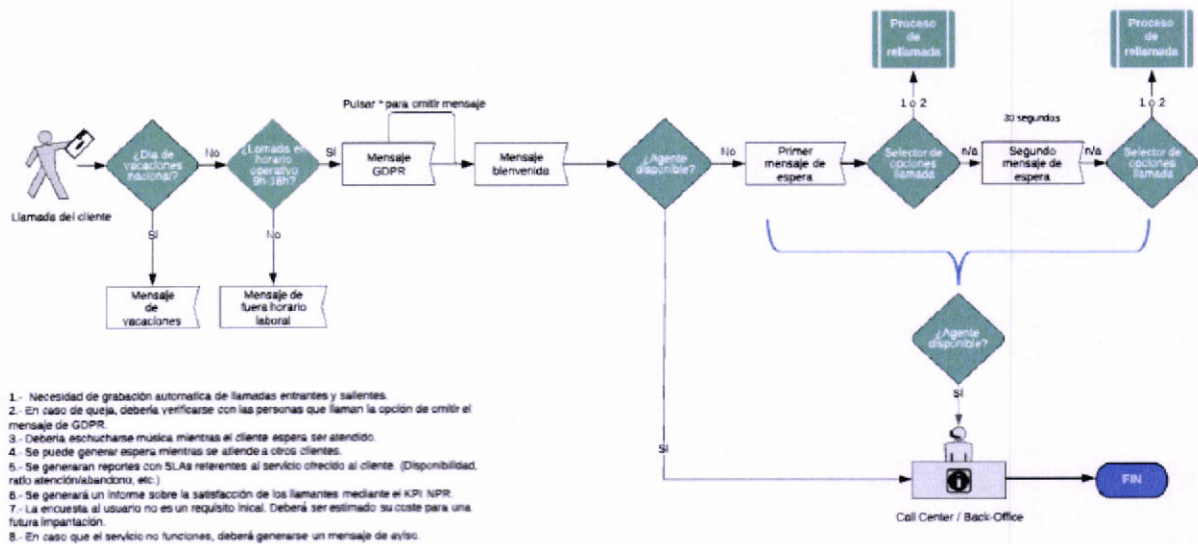 Proceso
de
rellamada
Proceso
de
rellamada
1 o 2
1 o 2
Pulsar * para omitir mensaje
30 segundos
¿Día de
vacaciones
nacional?
No
¿Llamada en
horario
operativo
9h-18h?
Sí
Mensaje
GDPR
Mensaje
bienvenida
¿Agente
disponible?
No
Primer
mensaje de
espera
Selector de
opciones
llamada
n/a
Segundo
mensaje de
espera
n/a
Selector de
opciones
llamada
Llamada del cliente
Sí
No
Mensaje
de
vacaciones
Mensaje de
fuera horario
laboral
¿Agente
disponible?
Sí
Sí
FIN
Call Center / Back-Office
1.- Necesidad de grabación automatica de llamadas entrantes y salientes.
2.- En caso de queja, debería verificarse con las personas que llaman la opción de omitir el
mensaje de GDPR.
3.- Debería eschucharse música mientras el cliente espera ser atendido.
4.- Se puede generar espera mientras se atiende a otros clientes.
5.- Se generaran reportes con SLAs referentes al servicio ofrecido al cliente. (Disponibilidad,
ratio atención/abandono, etc.)
6.- Se generará un informe sobre la satisfacción de los llamantes mediante el KPI NPR.
7.- La encuesta al usuario no es un requisito inical. Deberá ser estimado su coste para una
futura impantación.
8.- En caso que el servicio no funciones, deberá generarse un mensaje de aviso.